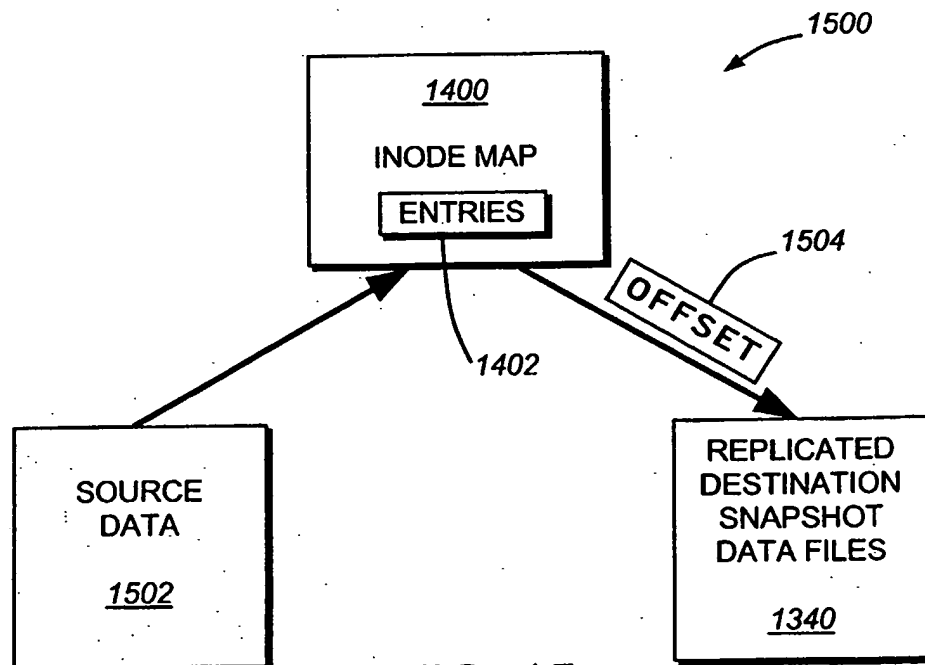 1500
1400
INODE MAP
ENTRIES
1504
OFFSET
1402
SOURCE
DATA
1502
REPLICATED
DESTINATION
SNAPSHOT
DATA FILES
1340